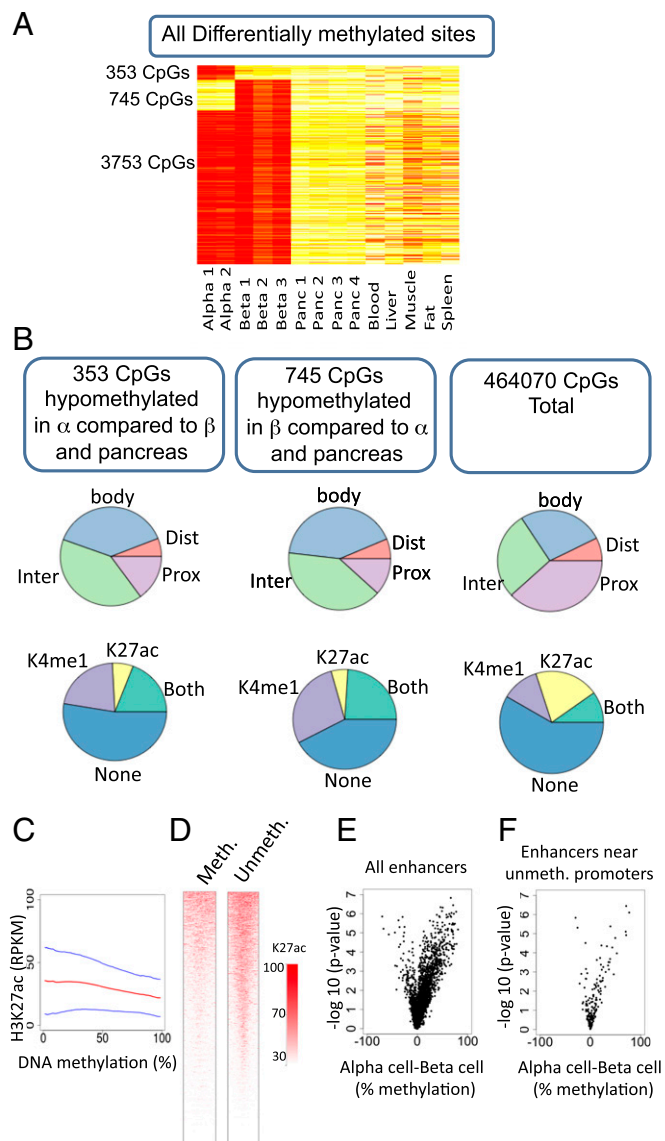 A
All Differentially methylated sites
353 CpGs
745 CpGs
3753 CpGs
Alpha 1
Alpha 2
Beta 1
Beta 2
Beta 3
Panc 1
Panc 2
Panc 3
Panc 4
Blood
Liver
Muscle
Fat
Spleen
B
353 CpGs
hypomethylated
in α compared to β
and pancreas
745 CpGs
hypomethylated
in β compared to α
and pancreas
464070 CpGs
Total
body
Dist
Inter
Prox
body
Dist
Inter
Prox
body
Dist
Inter
Prox
K4me1
K27ac
Both
None
K4me1
K27ac
Both
None
K4me1
K27ac
Both
None
C
H3K27ac (RPKM)
100
50
0
0
50
100
DNA methylation (%)
D
Meth.
Unmeth.
K27ac
100
70
30
E
All enhancers
-log 10 (p-value)
7
6
5
4
3
2
1
0
-100
0
100
Alpha cell-Beta cell
(% methylation)
F
Enhancers near
unmeth. promoters
-log 10 (p-value)
7
6
5
4
3
2
1
0
-100
0
100
Alpha cell-Beta cell
(% methylation)